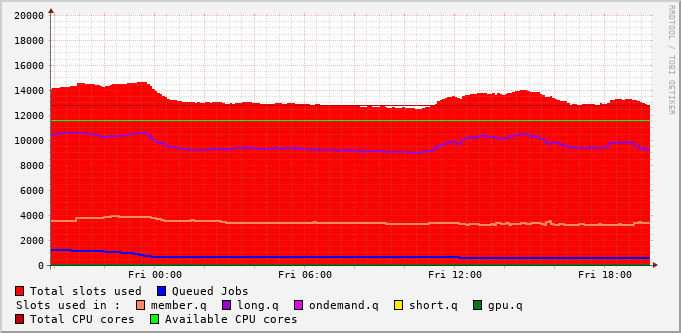 RRDTOOL / TOBI OETIKER
20000
18000
16000
14000
12000
10000
8000
6000
4000
2000
0
Fri 00:00 Fri 06:00 Fri 12:00 Fri 18:00
Total slots used Queued Jobs
Slots used in : member.q long.q ondemand.q short.q gpu.q
Total CPU cores Available CPU cores